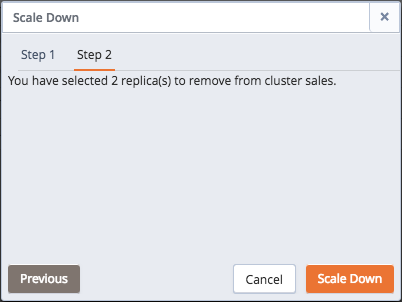 Scale Down
×
Step 1
Step 2
You have selected 2 replica(s) to remove from cluster sales.
Previous
Cancel
Scale Down